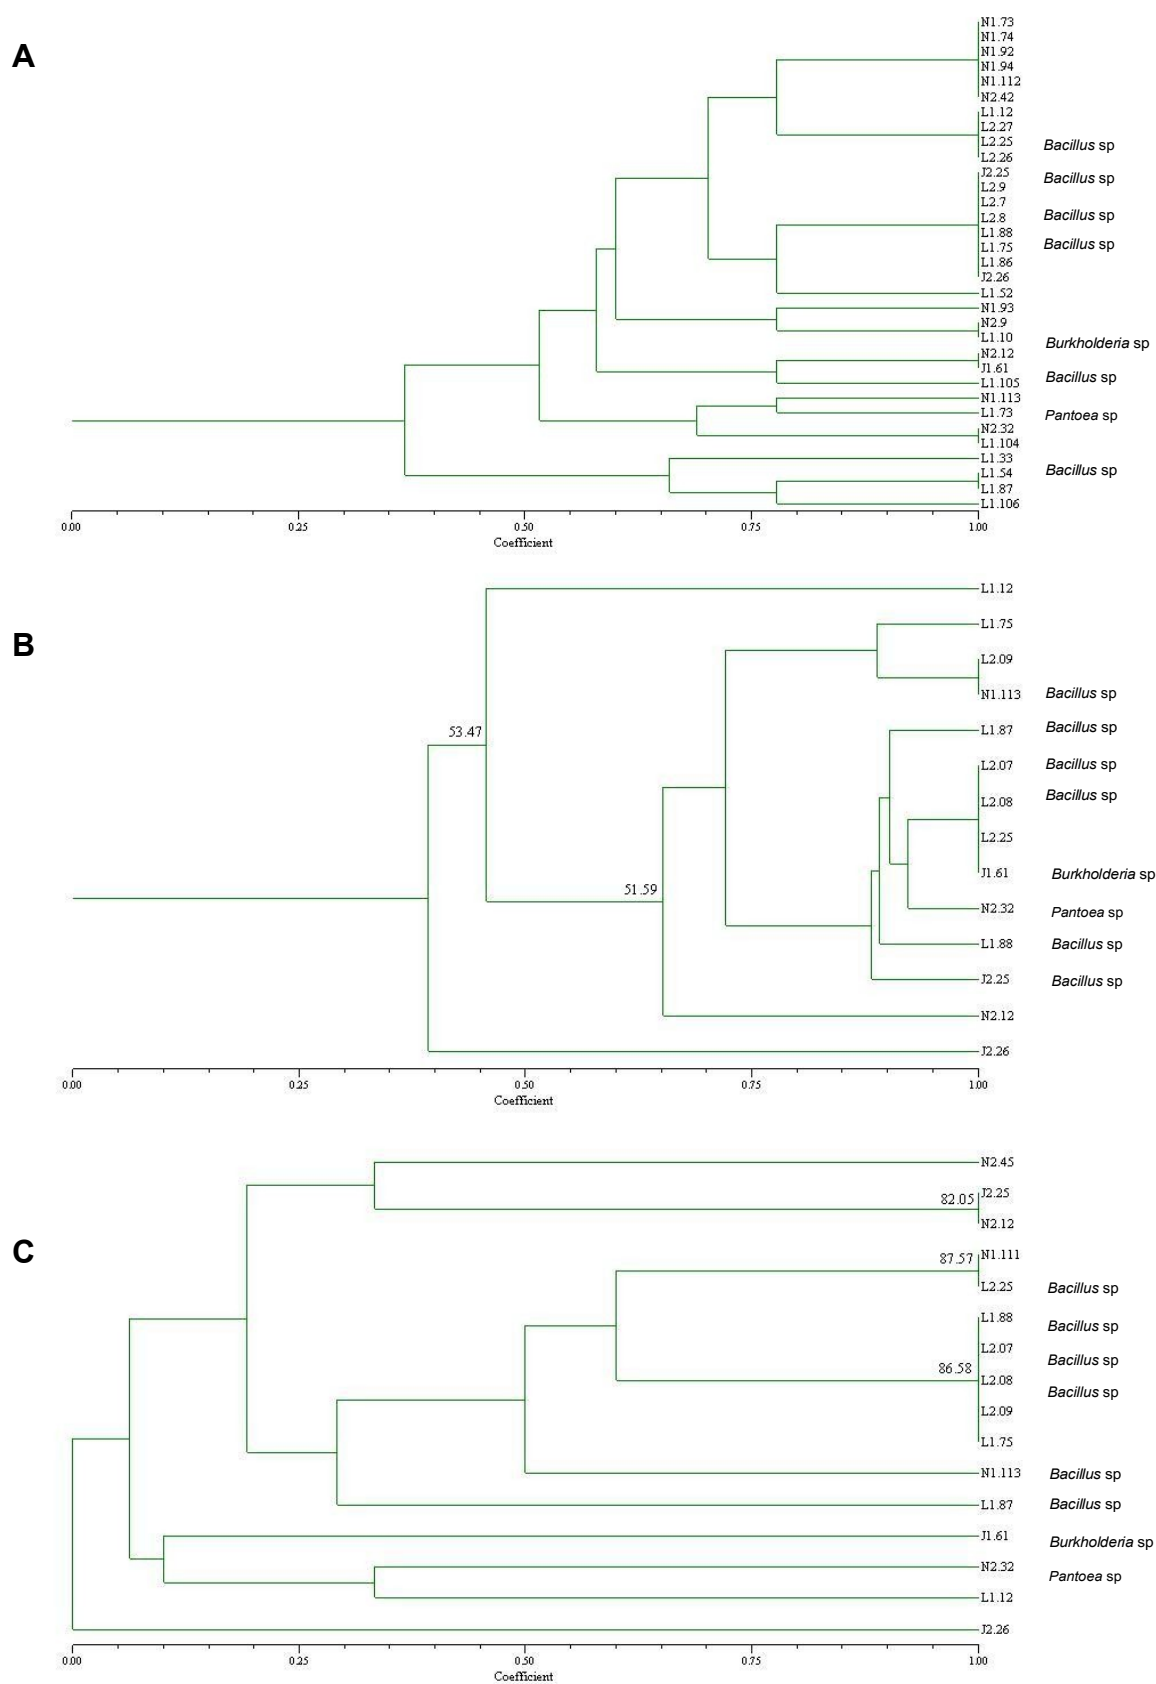 A
N1.73
N1.74
N1.92
N1.94
N1.112
N2.42
L1.12
L2.27
L2.25 Bacillus sp
L2.26
J2.25 Bacillus sp
L2.9
L2.7
L2.8 Bacillus sp
L1.88
L1.75 Bacillus sp
L1.86
J2.26
L1.52
N1.93
N2.9
L1.10 Burkholderia sp
N2.12
J1.61
L1.105 Bacillus sp
N1.113
L1.73 Pantoea sp
N2.32
L1.104
L1.33
L1.54 Bacillus sp
L1.87
L1.106
0.00 0.25 0.50 0.75 1.00
Coefficient
B
L1.12
L1.75
L2.09
N1.113 Bacillus sp
53.47
L1.87 Bacillus sp
L2.07 Bacillus sp
L2.08 Bacillus sp
L2.25
J1.61 Burkholderia sp
51.59
N2.32 Pantoea sp
L1.88 Bacillus sp
J2.25 Bacillus sp
N2.12
J2.26
0.00 0.25 0.50 0.75 1.00
Coefficient
C
N2.45
82.05 J2.25
N2.12
87.57 N1.111
L2.25 Bacillus sp
L1.88 Bacillus sp
L2.07 Bacillus sp
86.58 L2.08 Bacillus sp
L2.09
L1.75
N1.113 Bacillus sp
L1.87 Bacillus sp
J1.61 Burkholderia sp
N2.32 Pantoea sp
L1.12
J2.26
0.00 0.25 0.50 0.75 1.00
Coefficient